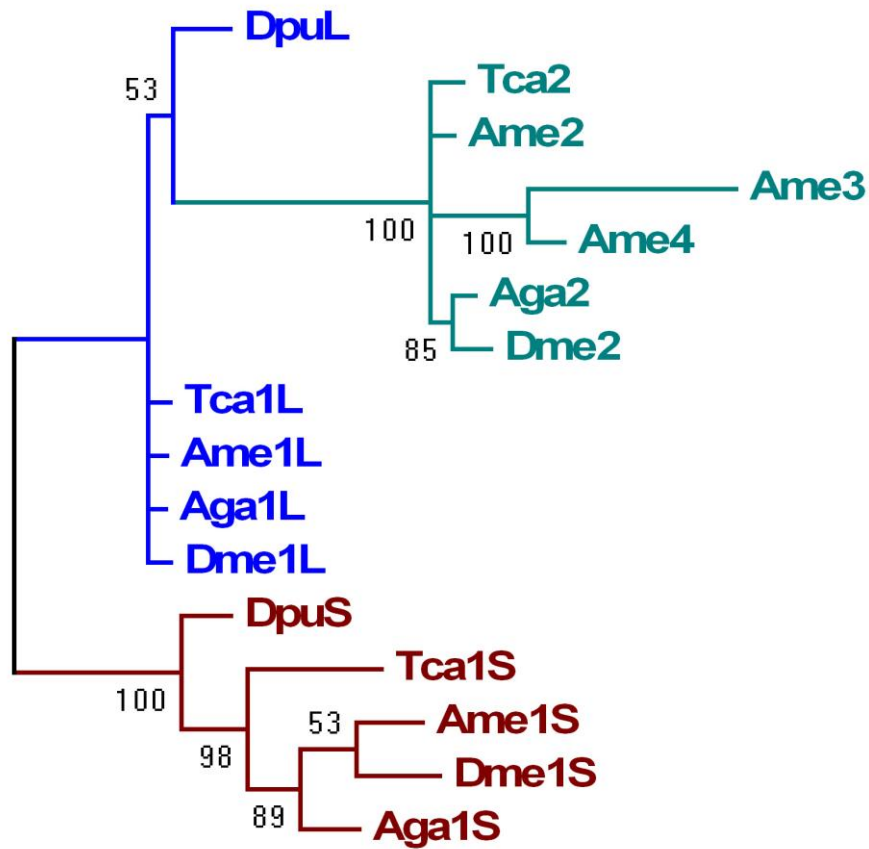 DpuL
53
Tca2
Ame2
Ame3
100
100
Ame4
Aga2
85
Dme2
Tca1L
Ame1L
Aga1L
Dme1L
DpuS
Tca1S
100
53
Ame1S
98
Dme1S
89
Aga1S